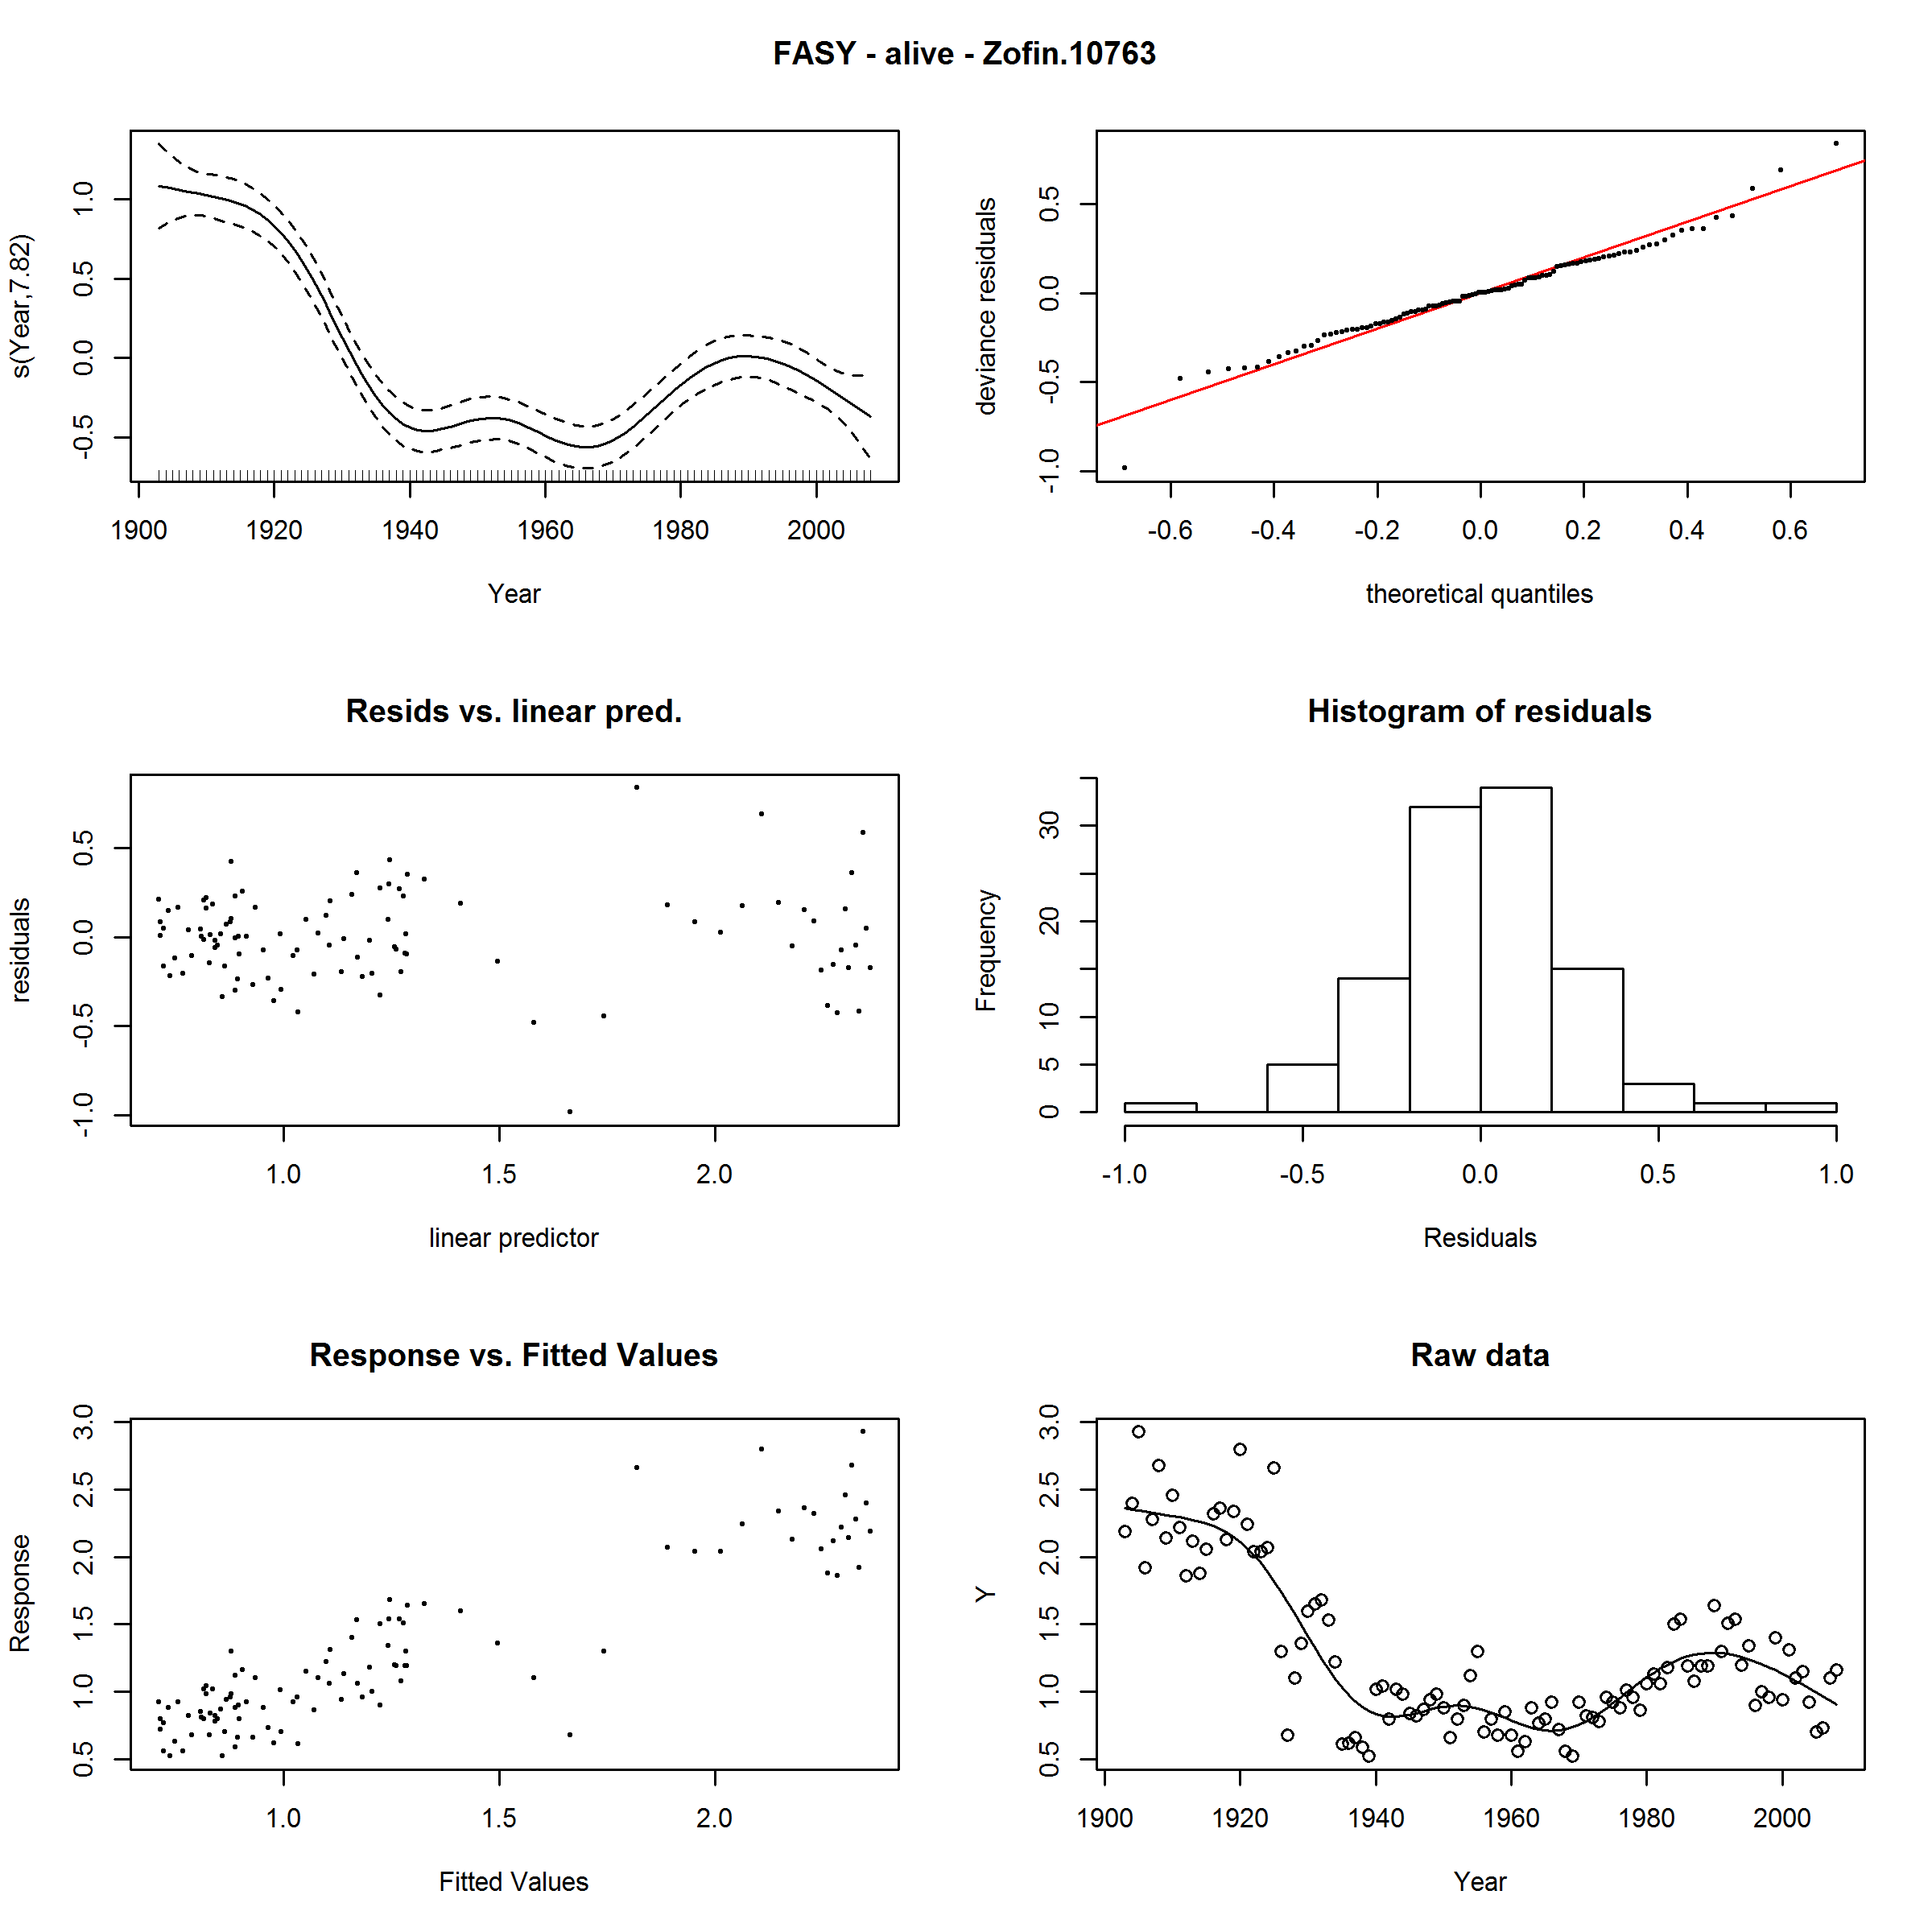 FASY - alive - Zofin.10763
s(Year,7.82)
-0.5 0.0 0.5 1.0
1900 1920 1940 1960 1980 2000
Year
deviance residuals
-1.0 -0.5 0.0 0.5
-0.6 -0.4 -0.2 0.0 0.2 0.4 0.6
theoretical quantiles
Resids vs. linear pred.
residuals
-1.0 -0.5 0.0 0.5
1.0 1.5 2.0
linear predictor
Histogram of residuals
Frequency
0 5 10 20 30
-1.0 -0.5 0.0 0.5 1.0
Residuals
Response vs. Fitted Values
Response
0.5 1.0 1.5 2.0 2.5 3.0
1.0 1.5 2.0
Fitted Values
Raw data
Y
0.5 1.0 1.5 2.0 2.5 3.0
1900 1920 1940 1960 1980 2000
Year